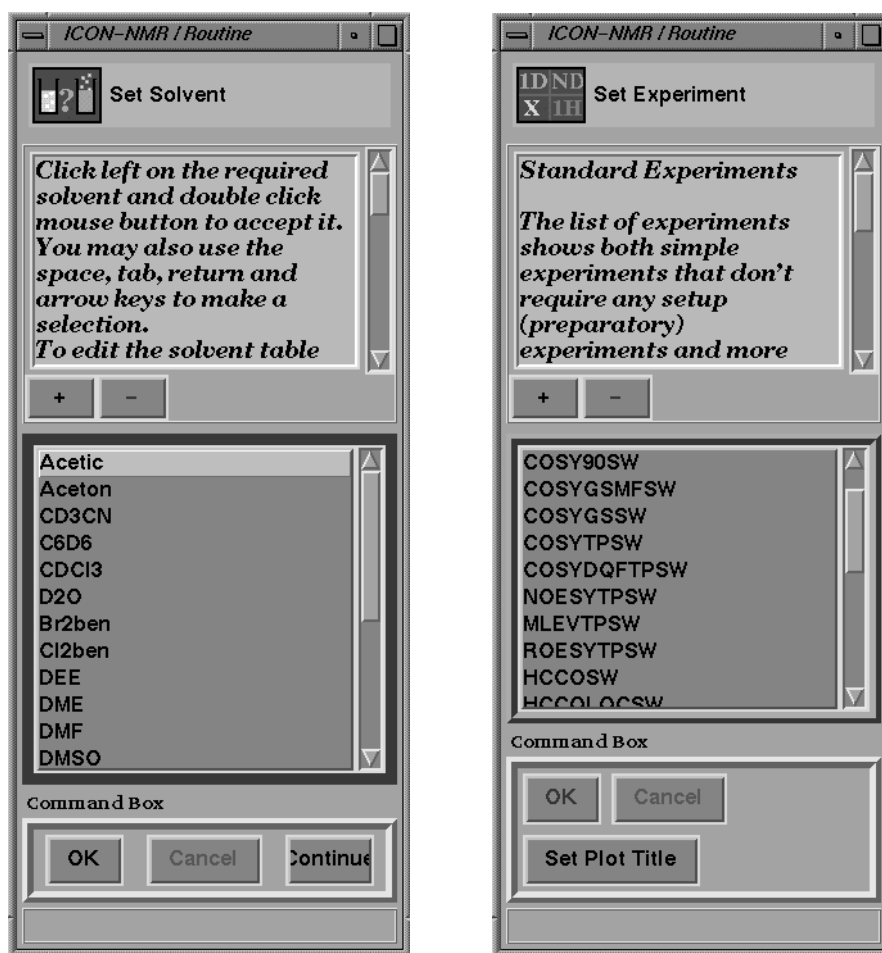 ICON-NMR / Routine
Set Solvent
Click left on the required
solvent and double click
mouse button to accept it.
You may also use the
space, tab, return and
arrow keys to make a
selection.
To edit the solvent table
+ -
Acetic
Aceton
CD3CN
C6D6
CDCl3
D2O
Br2ben
Cl2ben
DEE
DME
DMF
DMSO
Command Box
OK Cancel Continue
ICON-NMR / Routine
1D ND
X 1H
Set Experiment
Standard Experiments
The list of experiments
shows both simple
experiments that don't
require any setup
(preparatory)
experiments and more
+ -
COSY90SW
COSYGSMFSW
COSYGSSW
COSYTPSW
COSYDQFTPSW
NOESYTPSW
MLEVTPSW
ROESYTPSW
HCCOSW
HCCOLOCSW
Command Box
OK Cancel
Set Plot Title